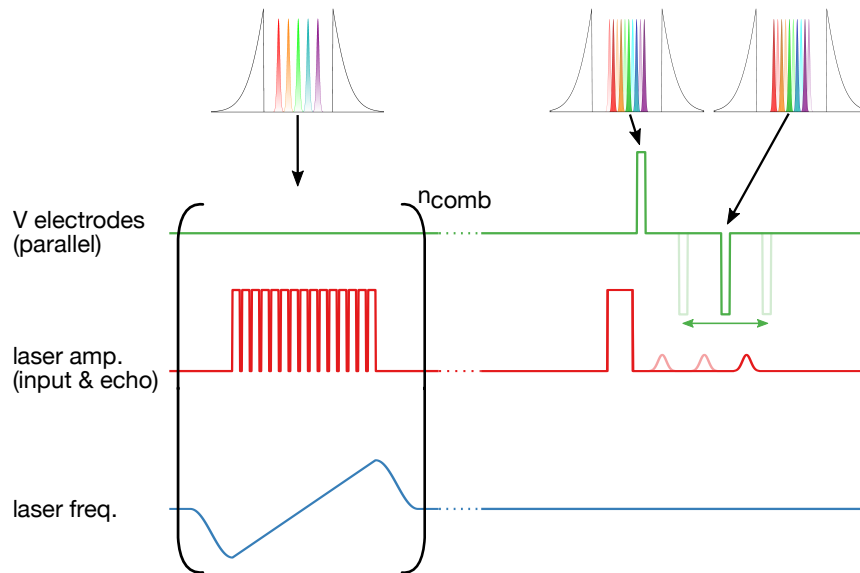 n_comb
V electrodes
(parallel)
laser amp.
(input & echo)
laser freq.